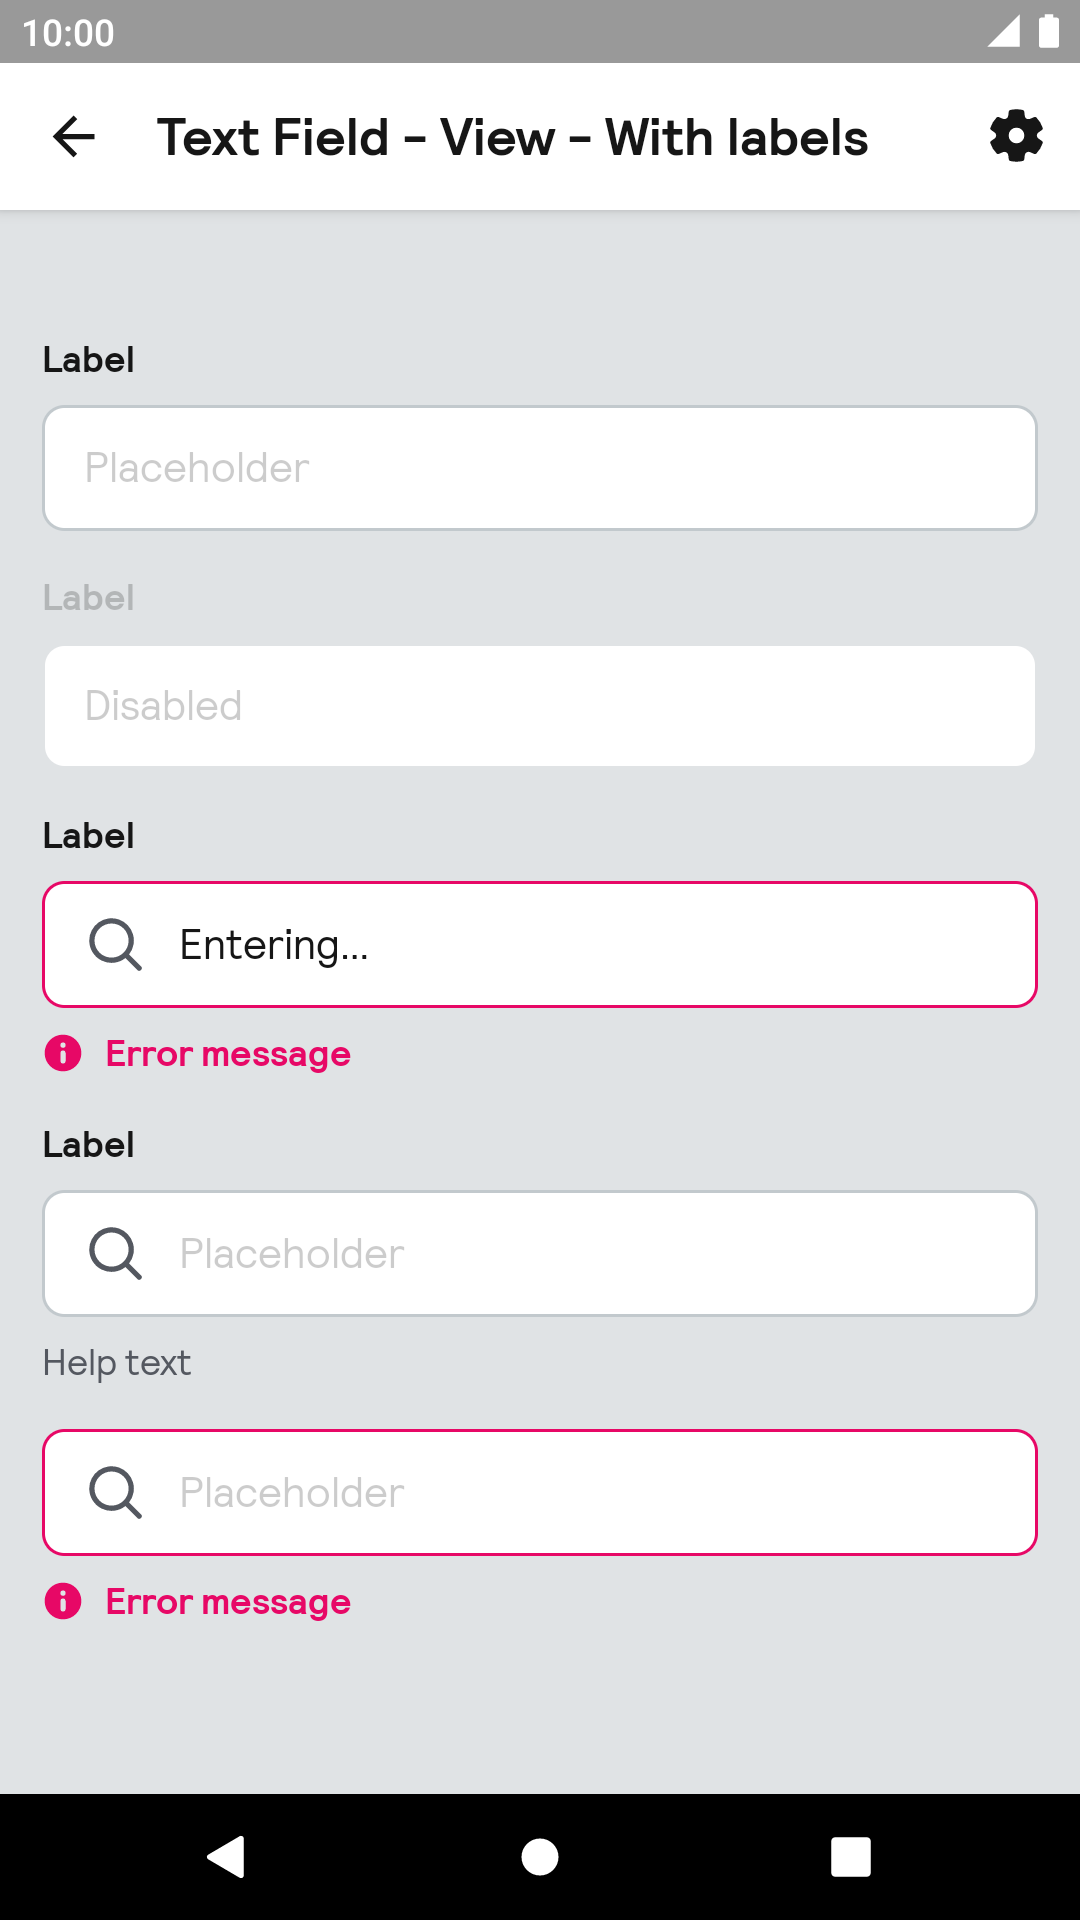 10:00
Text Field - View - With labels
Label
Placeholder
Label
Disabled
Label
Entering...
Error message
Label
Placeholder
Help text
Placeholder
Error message